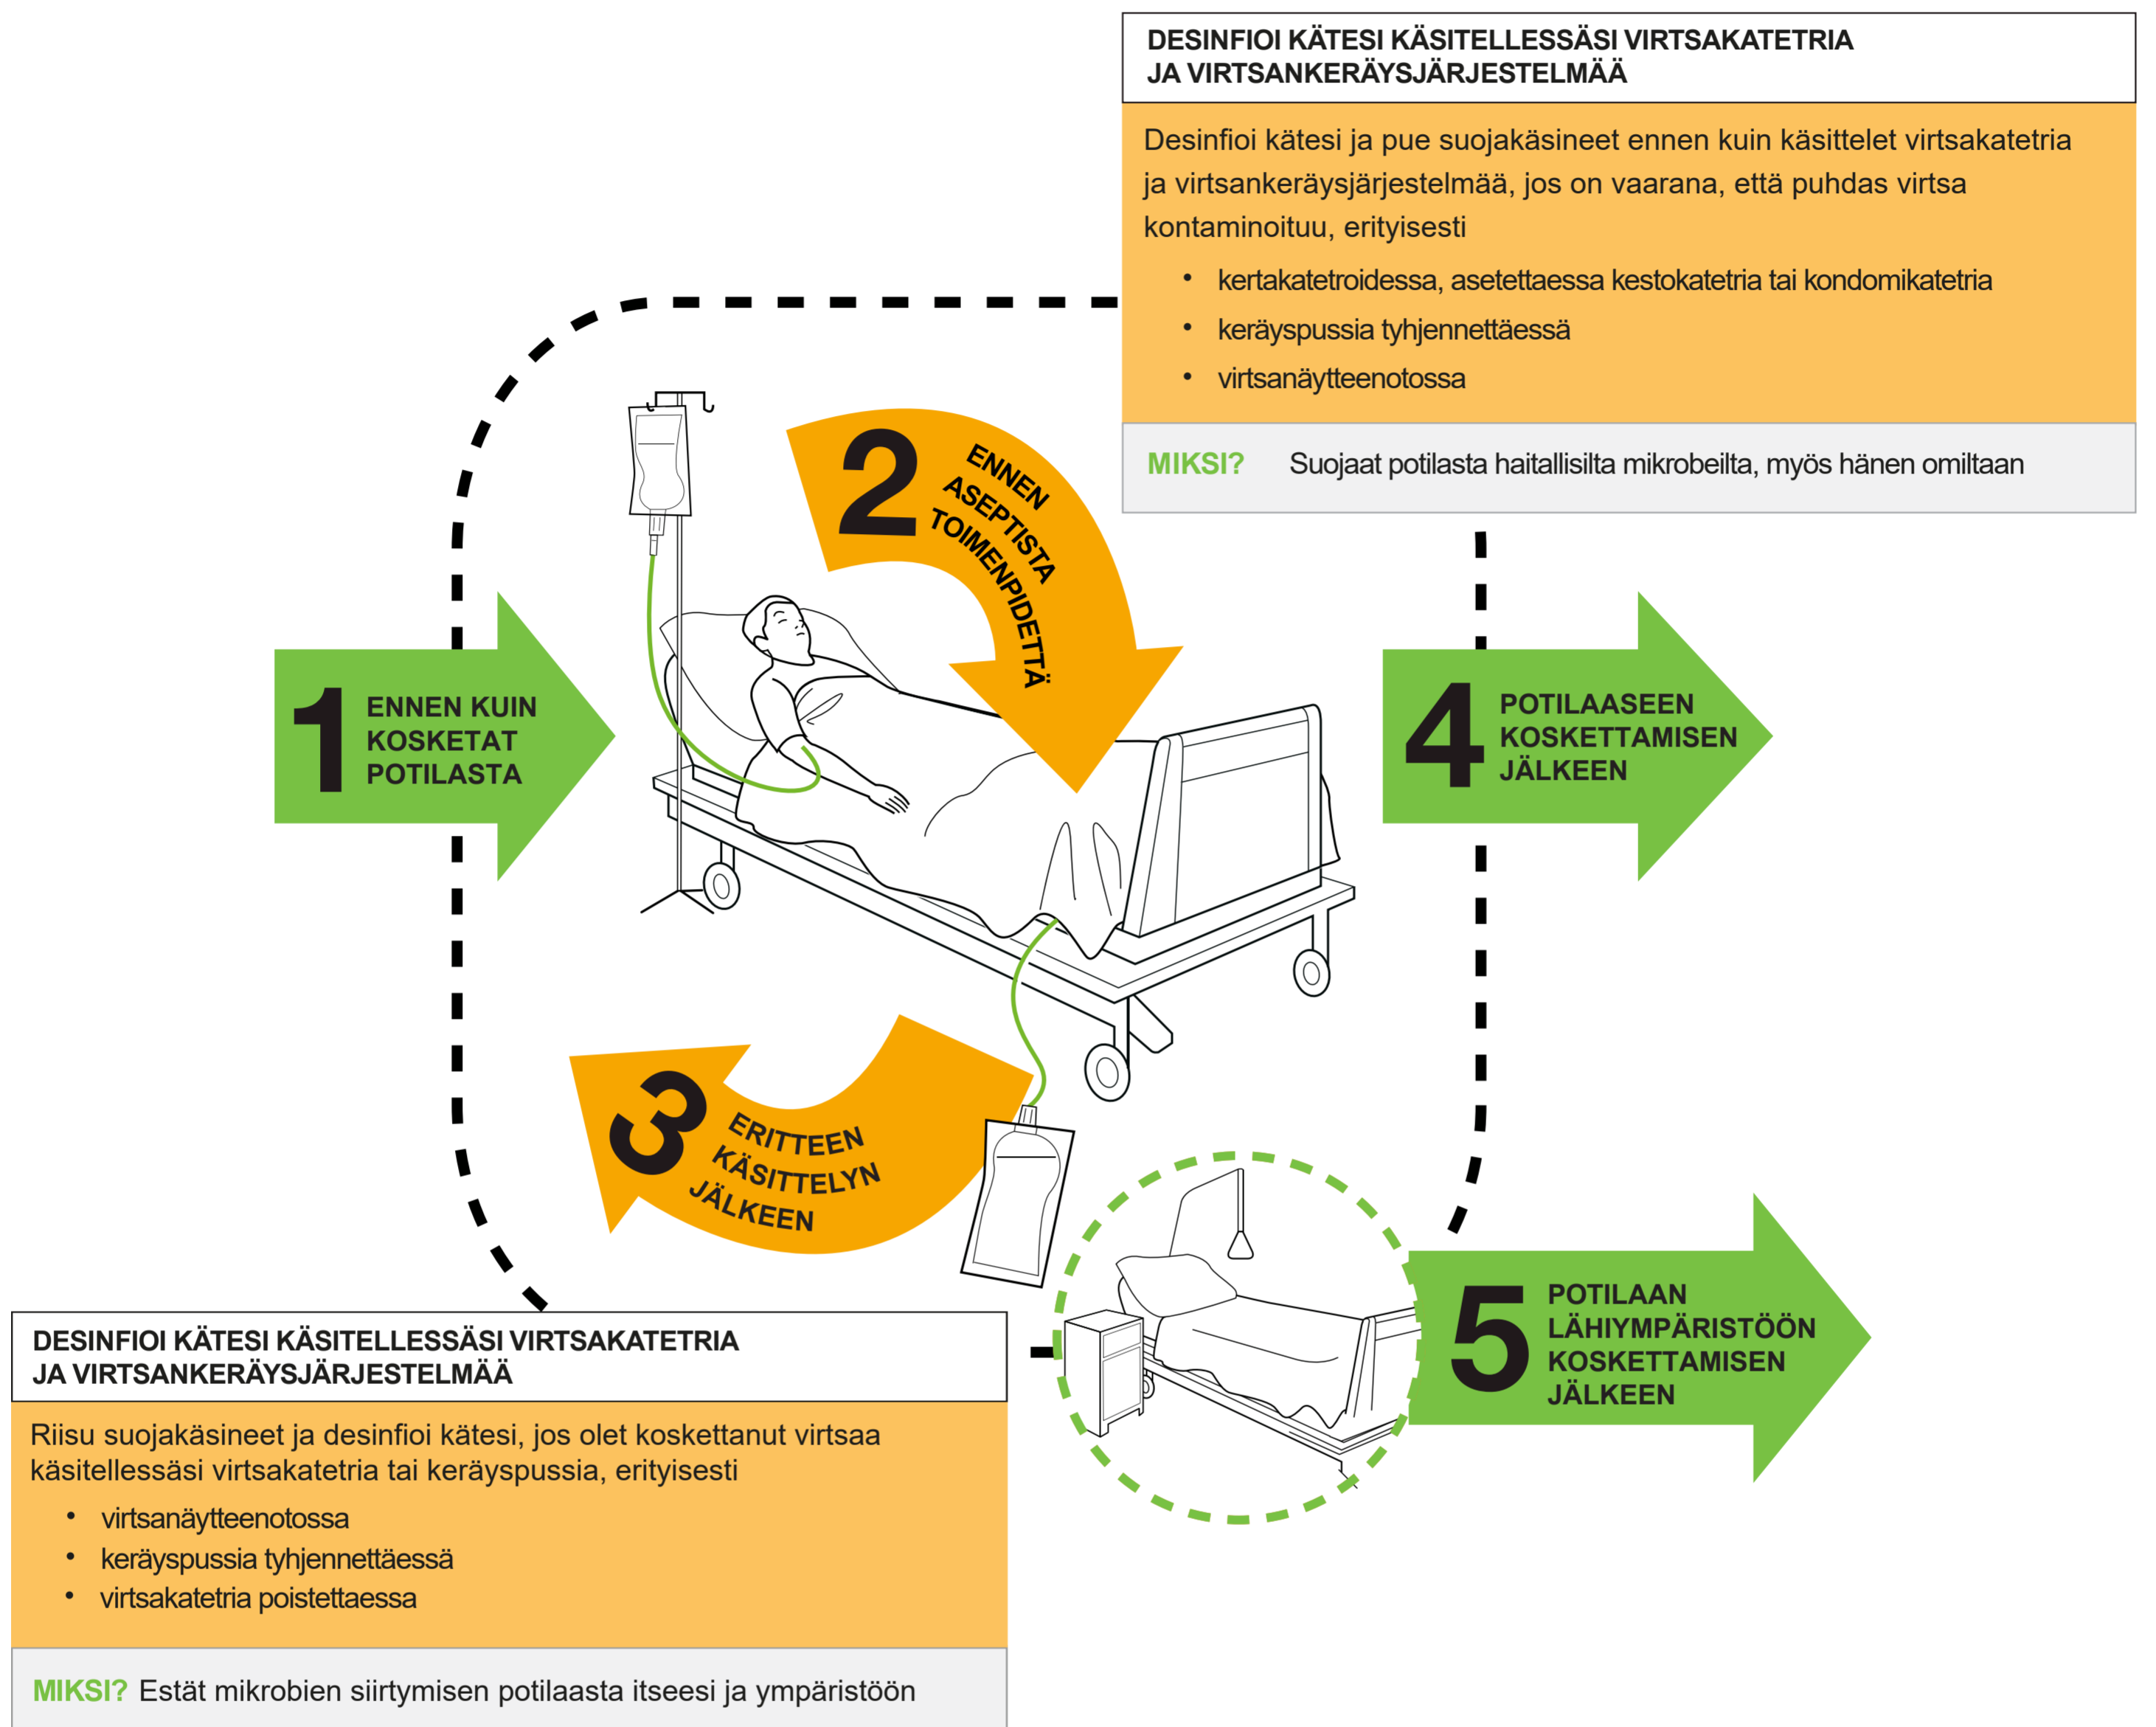 DESINFIOI KÄTESI KÄSITELLESSÄSI VIRTSAKATETRIA
JA VIRTSANKERÄYSJÄRJESTELMÄÄ
Desinfioi kätesi ja pue suojakäsineet ennen kuin käsittelet virtsakatetria
ja virtsankeräysjärjestelmää, jos on vaarana, että puhdas virtsa
kontaminoituu, erityisesti
• kertakatetroidessa, asetettaessa kestokatetria tai kondomikatetria
• keräyspussia tyhjennettäessä
• virtsanäytteenotossa
MIKSI? Suojaat potilasta haitallisilta mikrobeilta, myös hänen omiltaan
1
ENNEN KUIN
KOSKETAT
POTILASTA
2
ENNEN
ASEPTISTA
TOIMENPIDETTÄ
3
ERITTEEN
KÄSITTELYN
JÄLKEEN
4
POTILAASEEN
KOSKETTAMISEN
JÄLKEEN
5
POTILAAN
LÄHIYMPÄRISTÖÖN
KOSKETTAMISEN
JÄLKEEN
DESINFIOI KÄTESI KÄSITELLESSÄSI VIRTSAKATETRIA
JA VIRTSANKERÄYSJÄRJESTELMÄÄ
Riisu suojakäsineet ja desinfioi kätesi, jos olet koskettanut virtsaa
käsitellessäsi virtsakatetria tai keräyspussia, erityisesti
• virtsanäytteenotossa
• keräyspussia tyhjennettäessä
• virtsakatetria poistettaessa
MIKSI? Estät mikrobien siirtymisen potilaasta itseesi ja ympäristöön